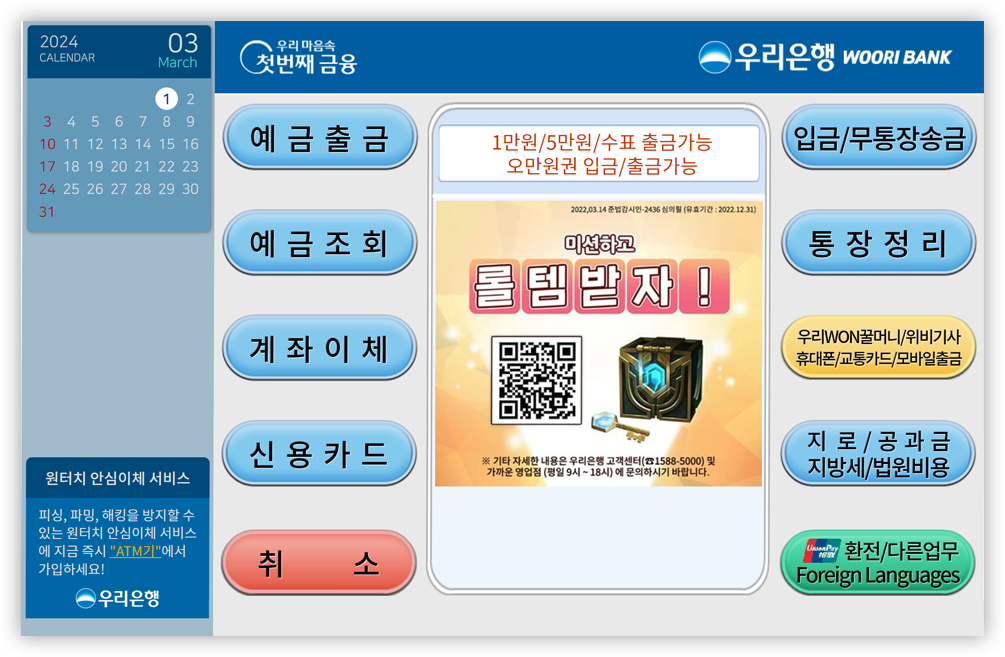 2024
CALENDAR
03
March
1 2
3 4 5 6 7 8 9
10 11 12 13 14 15 16
17 18 19 20 21 22 23
24 25 26 27 28 29 30
31
원터치 안심이체 서비스
피싱, 파밍, 해킹을 방지할 수
있는 원터치 안심이체 서비스
에 지금 즉시 "ATM기"에서
가입하세요!
우리은행
우리 마음속
첫번째 금융
우리은행 WOORI BANK
예 금 출 금
예 금 조 회
계 좌 이 체
신 용 카 드
취 소
1만원/5만원/수표 출금가능
오만원권 입금/출금가능
2022,03.14 준법감시인-2436 심의필 (유효기간 : 2022.12.31)
미션하고
롤템받자!
※ 기타 자세한 내용은 우리은행 고객센터(☎1588-5000) 및
가까운 영업점 (평일 9시 ~ 18시) 에 문의하시기 바랍니다.
입금/무통장송금
통 장 정 리
우리WON꿀머니/위비기사
휴대폰/교통카드/모바일출금
지 로 / 공 과 금
지방세/법원비용
UnionPay
银联
환전/다른업무
Foreign Languages